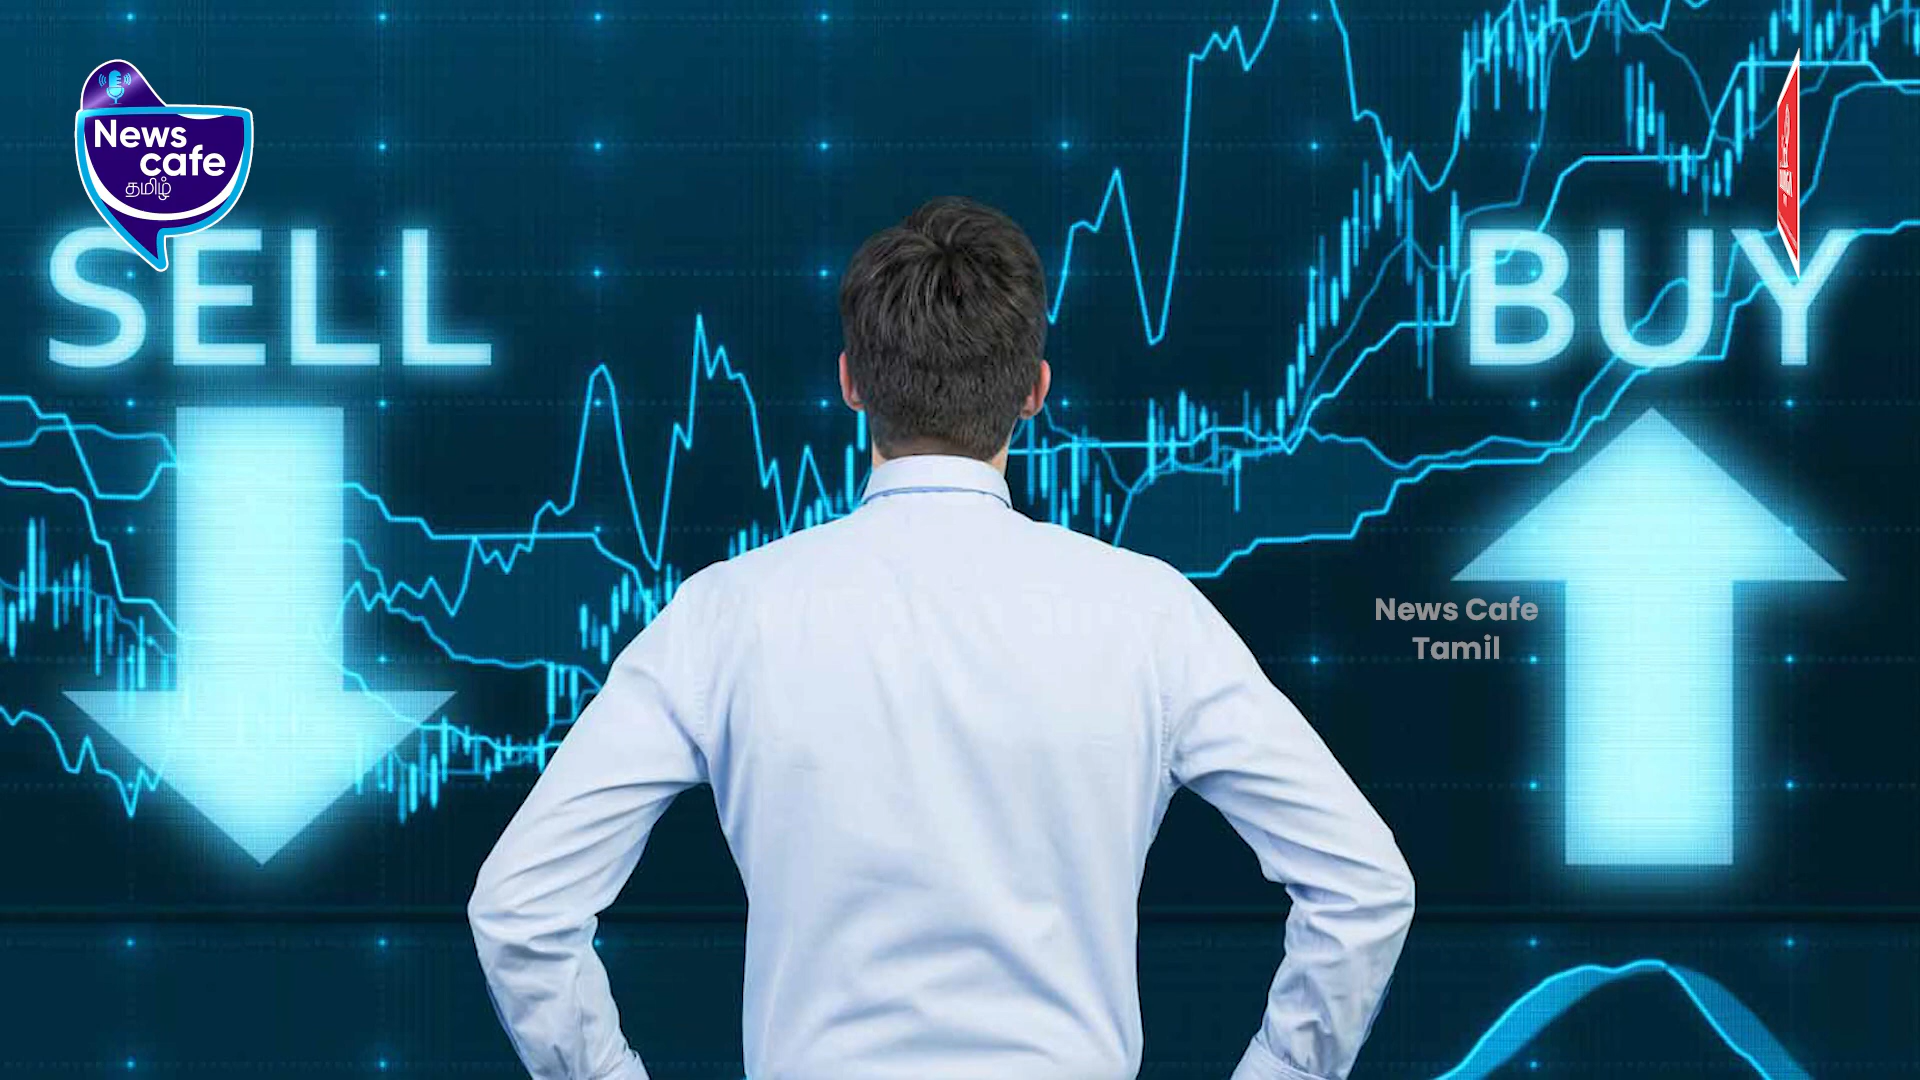 News
cafe
தமிழ்
SELL
BUY
News Cafe
Tamil